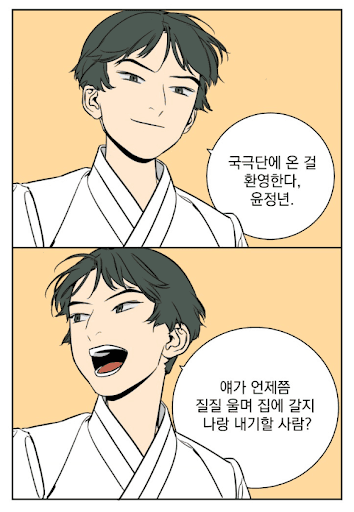 국극단에 온 걸
환영한다,
윤정년.
얘가 언제쯤
질질 울며 집에 갈지
나랑 내기할 사람?